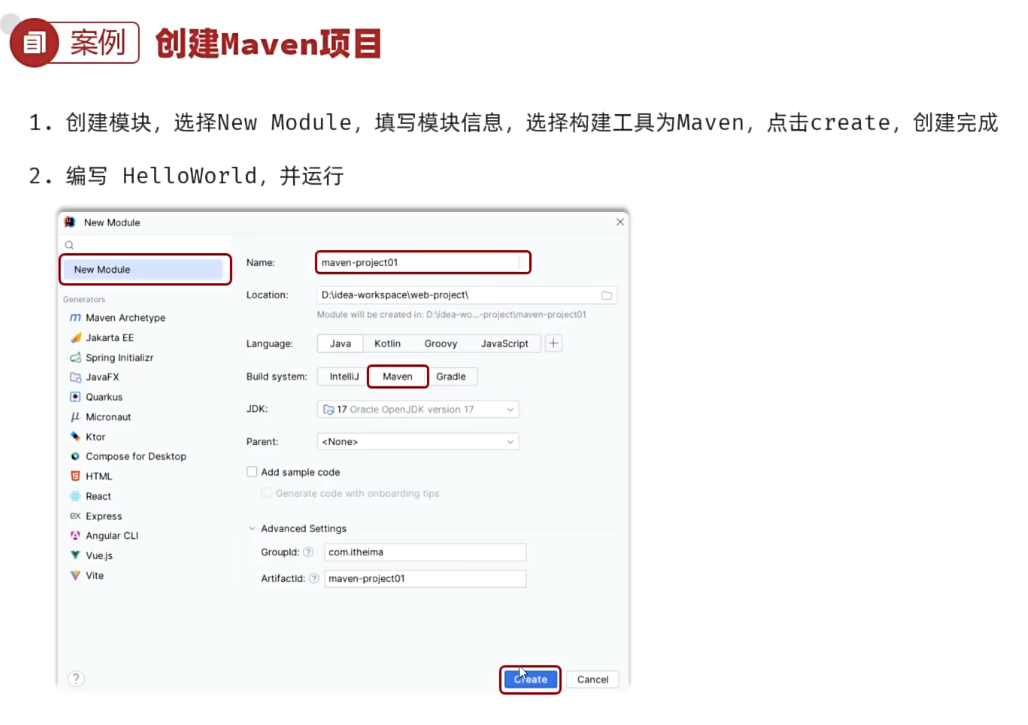 案例 创建Maven项目
1. 创建模块，选择New Module，填写模块信息，选择构建工具为Maven，点击create，创建完成
2. 编写 HelloWorld，并运行
New Module
New Module
Name: maven-project01
Location: D:\idea-workspace\web-project\
Module will be created in: D:\idea-wo...-project\maven-project01
Generators
Maven Archetype
Jakarta EE
Spring Initializr
JavaFX
Quarkus
Micronaut
Ktor
Compose for Desktop
HTML
React
Express
Angular CLI
Vue.js
Vite
Language: Java Kotlin Groovy JavaScript +
Build system: IntelliJ Maven Gradle
JDK: 17 Oracle OpenJDK version 17
Parent: <None>
Add sample code
Generate code with onboarding tips
Advanced Settings
GroupId: ? com.itheima
ArtifactId: ? maven-project01
? Create Cancel